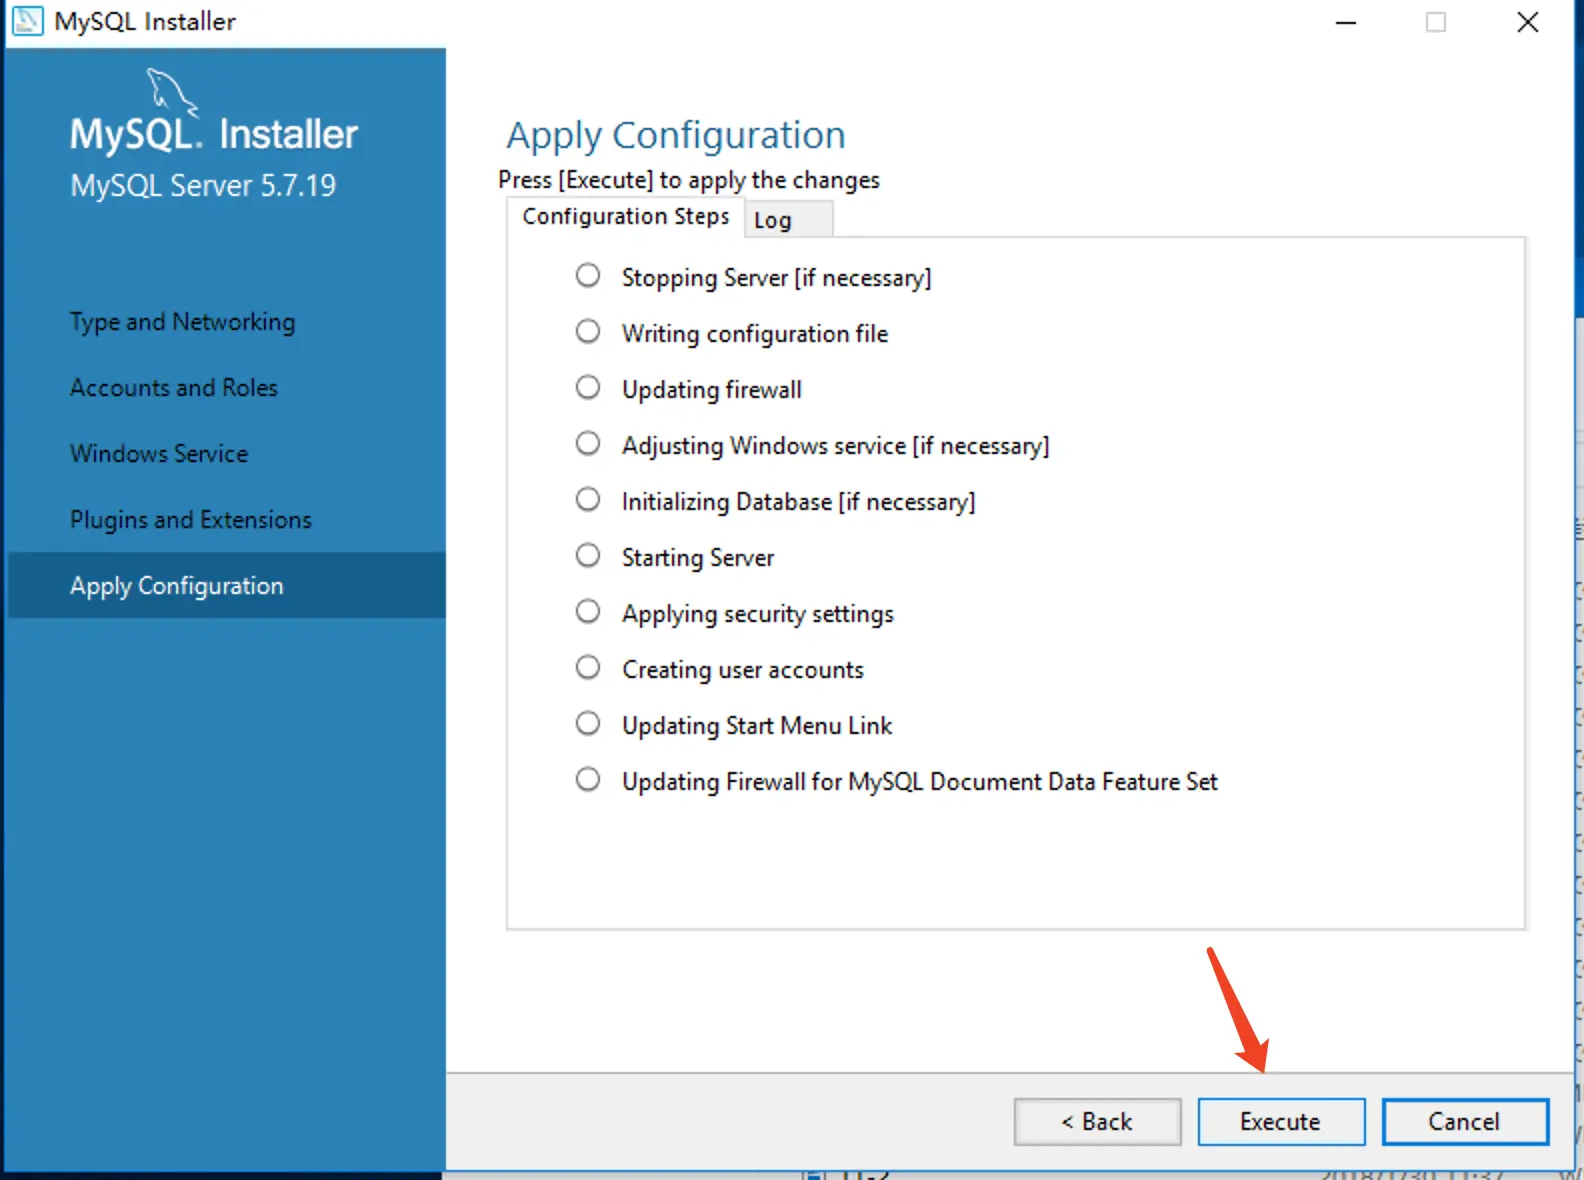 MySQL Installer
MySQL. Installer
MySQL Server 5.7.19
Type and Networking
Accounts and Roles
Windows Service
Plugins and Extensions
Apply Configuration
Apply Configuration
Press [Execute] to apply the changes
Configuration Steps
Log
Stopping Server [if necessary]
Writing configuration file
Updating firewall
Adjusting Windows service [if necessary]
Initializing Database [if necessary]
Starting Server
Applying security settings
Creating user accounts
Updating Start Menu Link
Updating Firewall for MySQL Document Data Feature Set
< Back
Execute
Cancel